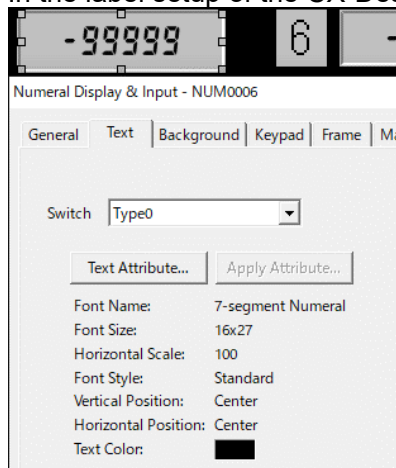 -99999 6 -
Numeral Display & Input - NUM0006
General Text Background Keypad Frame
Switch Type0
Text Attribute... Apply Attribute...
Font Name: 7-segment Numeral
Font Size: 16x27
Horizontal Scale: 100
Font Style: Standard
Vertical Position: Center
Horizontal Position: Center
Text Color: